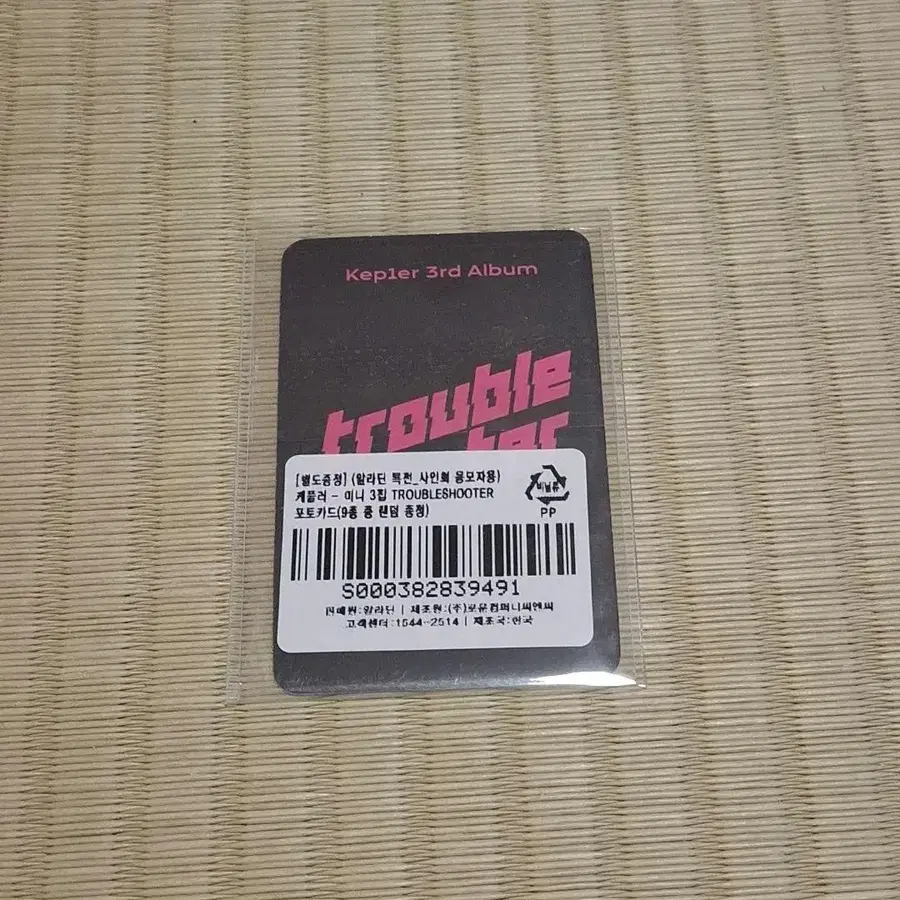 Kep1er 3rd Album
trouble
ter
[별도증정] (알라딘 특전_사인회 응모자용)
케플러 - 미니 3집 TROUBLESHOOTER
포토카드(9종 중 랜덤 증정)
비닐류
PP
S000382839491
판매원:알라딘 | 제조원:(주)로운컴퍼니씨앤씨
고객센터:1544-2514 | 제조국:한국